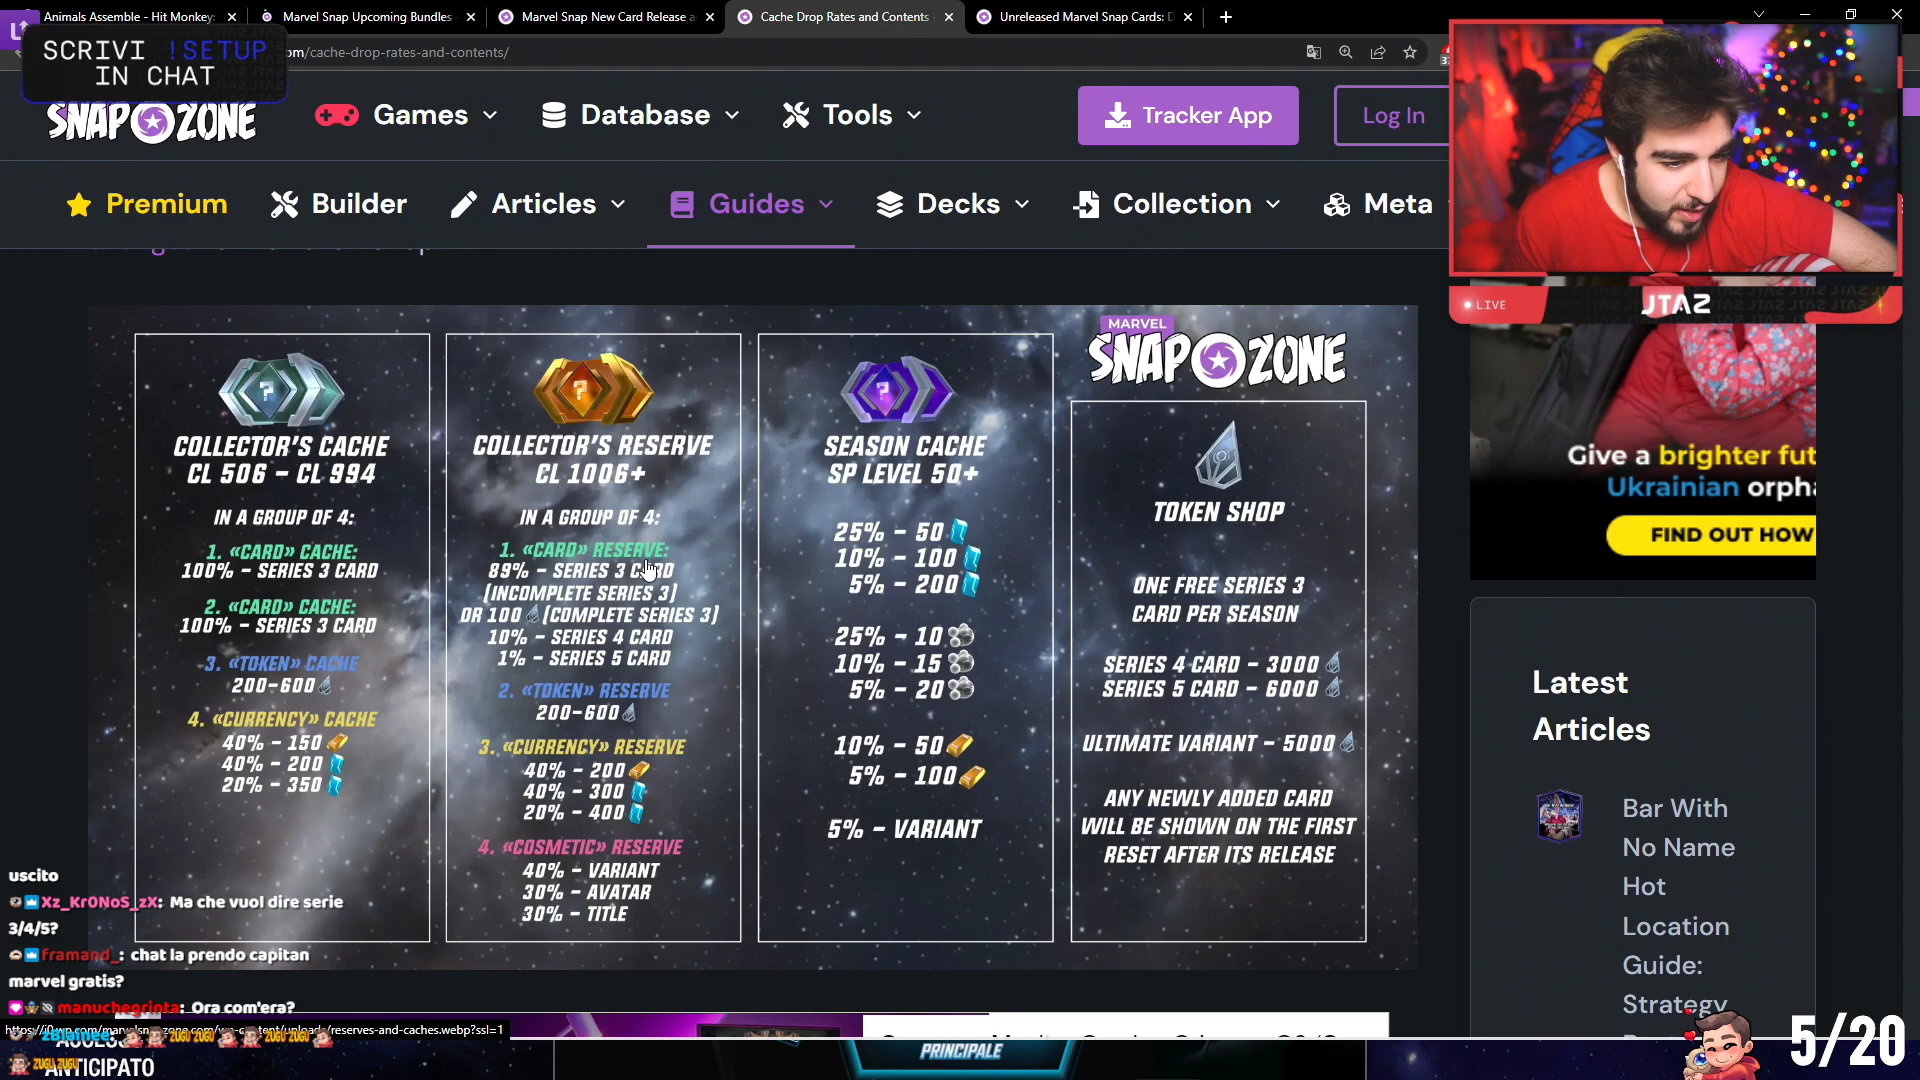 Animals Assemble - Hit Monkey
Marvel Snap Upcoming Bundles
Marvel Snap New Card Release a
Cache Drop Rates and Contents
Unreleased Marvel Snap Cards: D
SCRIVI !SETUP
IN CHAT
om/cache-drop-rates-and-contents/
SNAP ZONE
Games
Database
Tools
Tracker App
Log In
Premium
Builder
Articles
Guides
Decks
Collection
Meta
LIVE
JTAZ
MARVEL
SNAP ZONE
COLLECTOR'S CACHE
CL 506 - CL 994
IN A GROUP OF 4:
1. «CARD» CACHE:
100% - SERIES 3 CARD
2. «CARD» CACHE:
100% - SERIES 3 CARD
3. «TOKEN» CACHE
200-600
4. «CURRENCY» CACHE
40% - 150
40% - 200
20% - 350
COLLECTOR'S RESERVE
CL 1006+
IN A GROUP OF 4:
1. «CARD» RESERVE:
89% - SERIES 3 CARD
(INCOMPLETE SERIES 3)
OR 100 (COMPLETE SERIES 3)
10% - SERIES 4 CARD
1% - SERIES 5 CARD
2. «TOKEN» RESERVE
200-600
3. «CURRENCY» RESERVE
40% - 200
40% - 300
20% - 400
4. «COSMETIC» RESERVE
40% - VARIANT
30% - AVATAR
30% - TITLE
SEASON CACHE
SP LEVEL 50+
25% - 50
10% - 100
5% - 200
25% - 10
10% - 15
5% - 20
10% - 50
5% - 100
5% - VARIANT
TOKEN SHOP
ONE FREE SERIES 3
CARD PER SEASON
SERIES 4 CARD - 3000
SERIES 5 CARD - 6000
ULTIMATE VARIANT - 5000
ANY NEWLY ADDED CARD
WILL BE SHOWN ON THE FIRST
RESET AFTER ITS RELEASE
Give a brighter fut
Ukrainian orpha
FIND OUT HOW
Latest
Articles
Bar With
No Name
Hot
Location
Guide:
Strategy
uscito
Xz_Kr0NoS_zX: Ma che vuol dire serie
3/4/5?
framand_: chat la prendo capitan
marvel gratis?
manuchegrinta: Ora com'era?
zBlainee:
ZUGU ZUGU
ZUGU ZUGU
ZUGU ZUGU
PRINCIPALE
ANTICIPATO
5/20